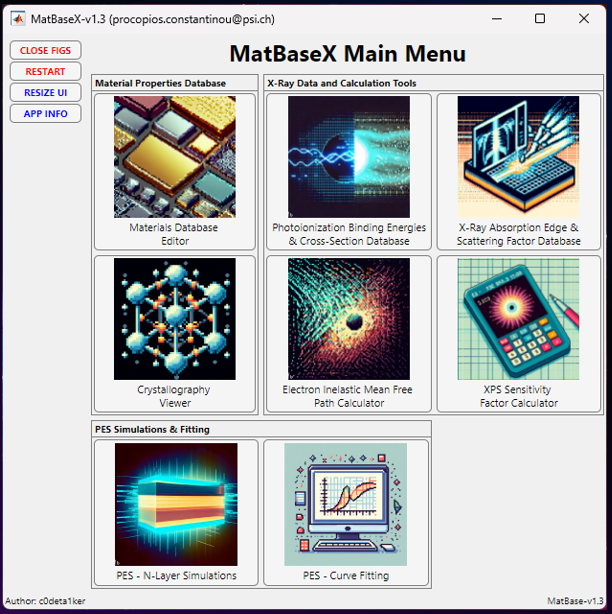 MatBaseX-v1.3 (procopios.constantinou@psi.ch)
CLOSE FIGS
RESTART
RESIZE UI
APP INFO
MatBaseX Main Menu
Material Properties Database
X-Ray Data and Calculation Tools
Materials Database
Editor
Photoionization Binding Energies
& Cross-Section Database
X-Ray Absorption Edge &
Scattering Factor Database
Crystallography
Viewer
Electron Inelastic Mean Free
Path Calculator
XPS Sensitivity
Factor Calculator
PES Simulations & Fitting
PES - N-Layer Simulations
PES - Curve Fitting
Author: c0deta1ker
MatBase-v1.3